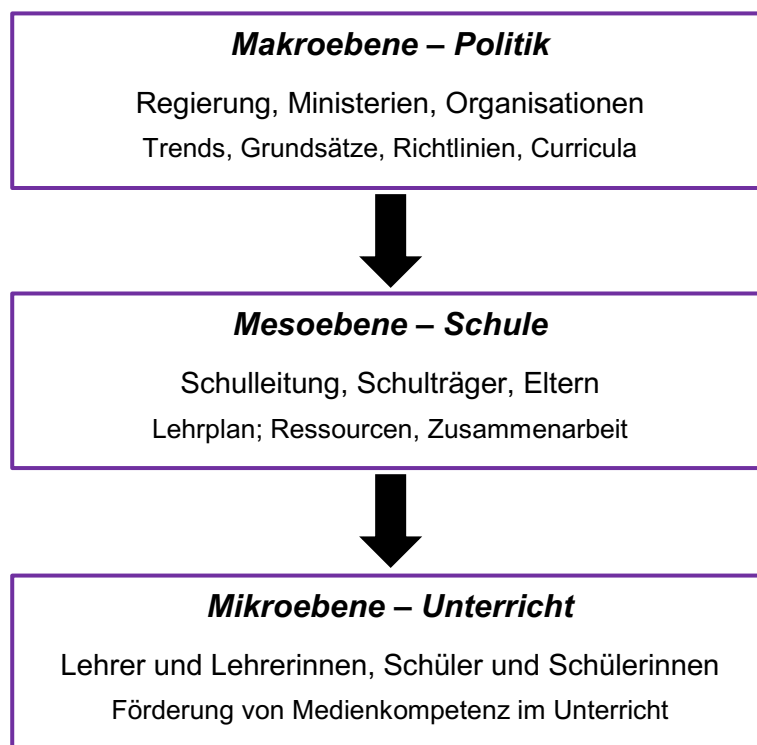 Makroebene – Politik
Regierung, Ministerien, Organisationen
Trends, Grundsätze, Richtlinien, Curricula
Mesoebene – Schule
Schulleitung, Schulträger, Eltern
Lehrplan; Ressourcen, Zusammenarbeit
Mikroebene – Unterricht
Lehrer und Lehrerinnen, Schüler und Schülerinnen
Förderung von Medienkompetenz im Unterricht